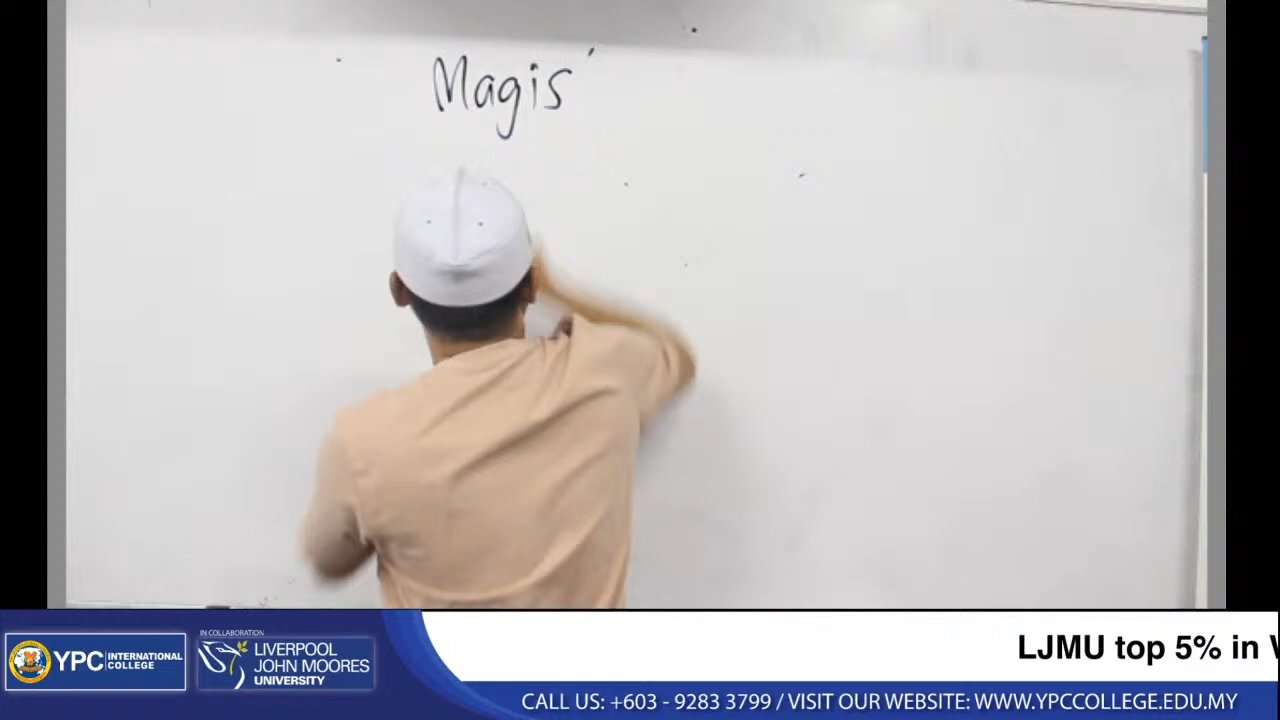 Magis
YPC INTERNATIONAL COLLEGE
IN COLLABORATION
LIVERPOOL
JOHN MOORES
UNIVERSITY
LJMU top 5% in
CALL US: +603 - 9283 3799 / VISIT OUR WEBSITE: WWW.YPCCOLLEGE.EDU.MY